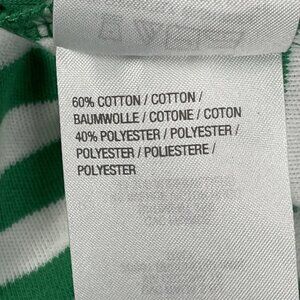 60% COTTON / COTTON /
BAUMWOLLE / COTONE / COTON
40% POLYESTER / POLYESTER /
POLYESTER / POLIESTERE /
POLYESTER